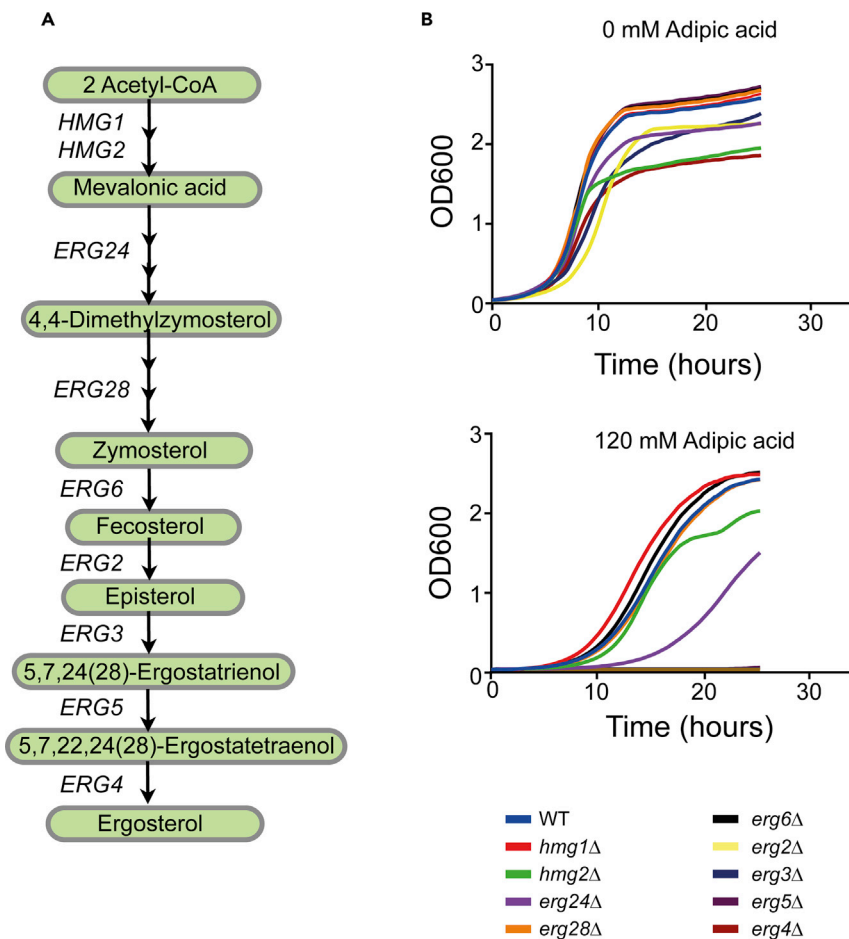 A
2 Acetyl-CoA
HMG1
HMG2
Mevalonic acid
ERG24
4,4-Dimethylzymosterol
ERG28
Zymosterol
ERG6
Fecosterol
ERG2
Episterol
ERG3
5,7,24(28)-Ergostatrienol
ERG5
5,7,22,24(28)-Ergostatetraenol
ERG4
Ergosterol
B
0 mM Adipic acid
3
2
1
0
OD600
0 10 20 30
Time (hours)
120 mM Adipic acid
3
2
1
0
OD600
0 10 20 30
Time (hours)
WT
hmg1Δ
hmg2Δ
erg24Δ
erg28Δ
erg6Δ
erg2Δ
erg3Δ
erg5Δ
erg4Δ